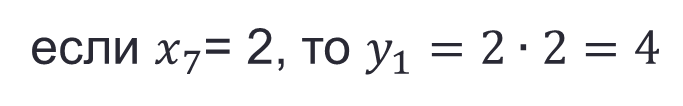 если x₇= 2, то y₁ = 2 · 2 = 4